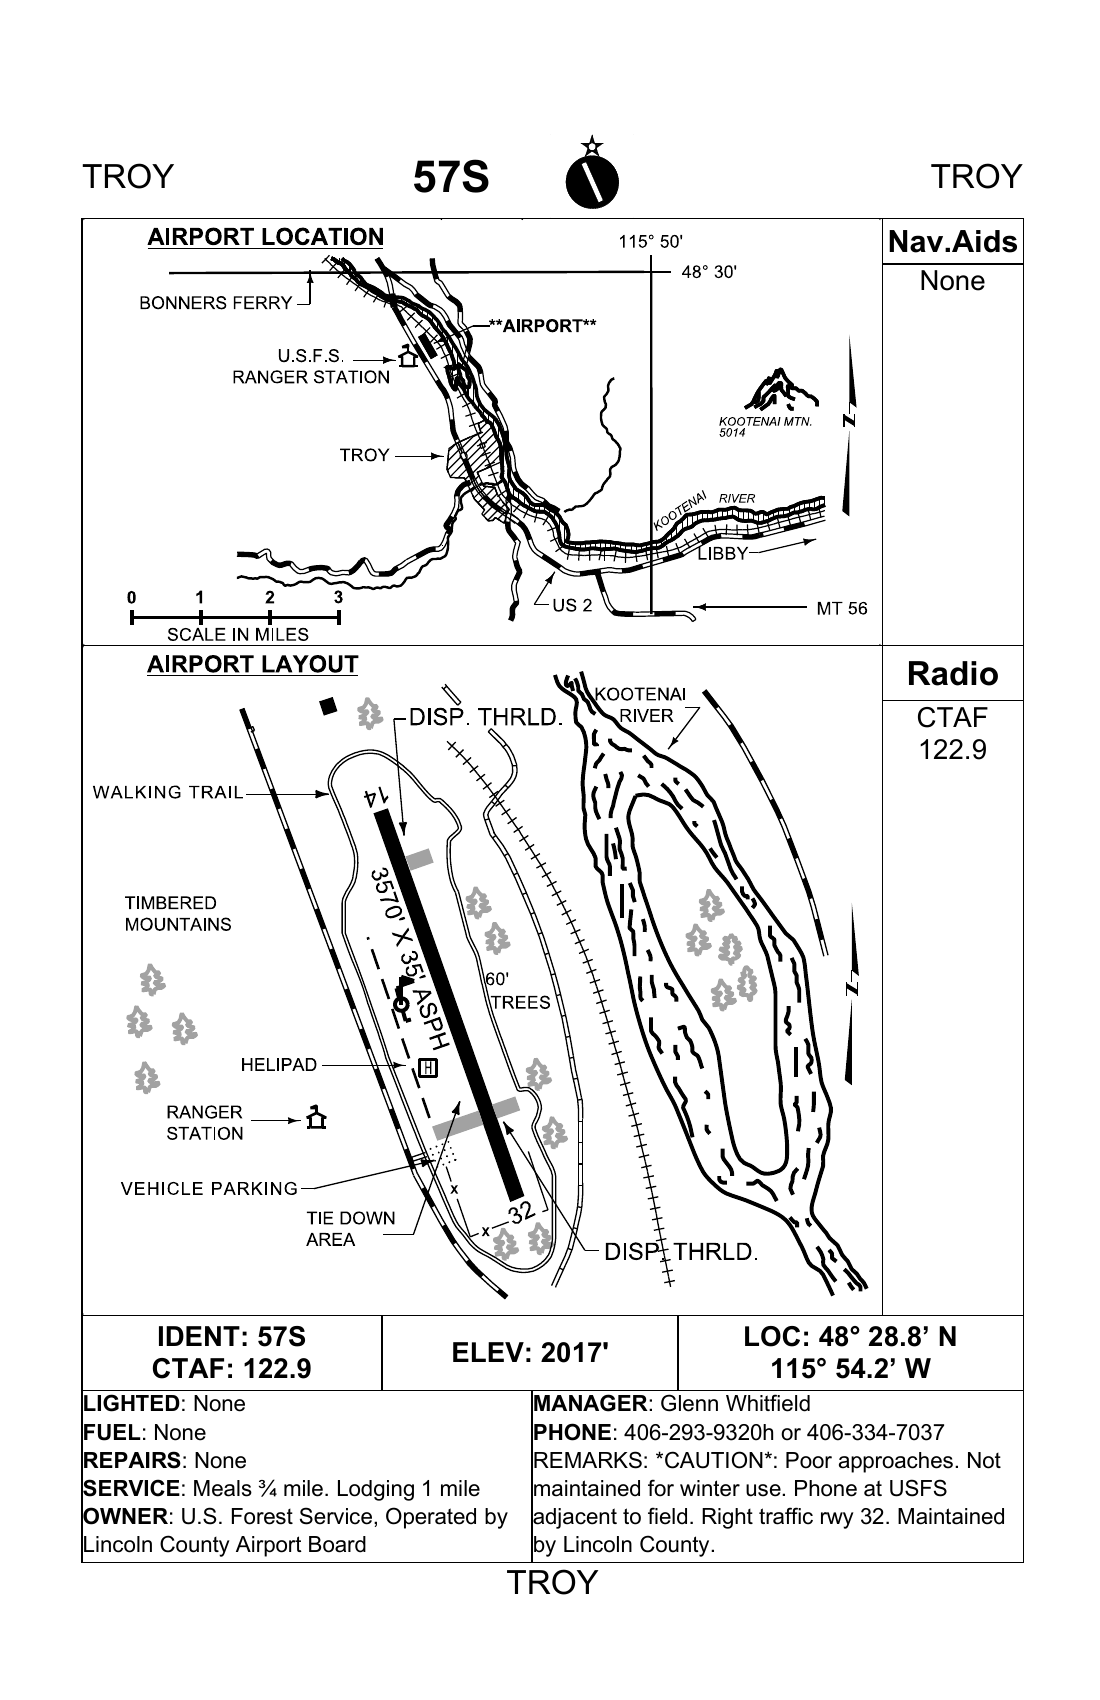 TROY 57S TROY
AIRPORT LOCATION
115° 50'
48° 30'
BONNERS FERRY
**AIRPORT**
U.S.F.S.
RANGER STATION
KOOTENAI MTN.
5014
N
TROY
KOOTENAI RIVER
LIBBY
US 2
MT 56
0 1 2 3
SCALE IN MILES
Nav.Aids
None
AIRPORT LAYOUT
DISP. THRLD.
KOOTENAI
RIVER
WALKING TRAIL
14
3570' X 35' ASPH
TIMBERED
MOUNTAINS
60'
TREES
N
HELIPAD
H
RANGER
STATION
VEHICLE PARKING
x
TIE DOWN
AREA
x
32
DISP. THRLD.
Radio
CTAF
122.9
IDENT: 57S
CTAF: 122.9
ELEV: 2017'
LOC: 48° 28.8’ N
115° 54.2’ W
LIGHTED: None
FUEL: None
REPAIRS: None
SERVICE: Meals ¾ mile. Lodging 1 mile
OWNER: U.S. Forest Service, Operated by
Lincoln County Airport Board
MANAGER: Glenn Whitfield
PHONE: 406-293-9320h or 406-334-7037
REMARKS: *CAUTION*: Poor approaches. Not
maintained for winter use. Phone at USFS
adjacent to field. Right traffic rwy 32. Maintained
by Lincoln County.
TROY